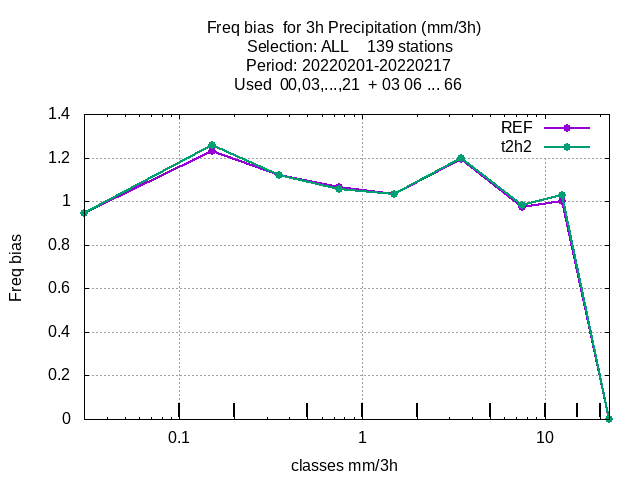 Freq bias  for 3h Precipitation (mm/3h)
Selection: ALL    139 stations
Period: 20220201-20220217
Used  00,03,...,21  + 03 06 ... 66
REF
t2h2
1.4
1.2
1
0.8
0.6
0.4
0.2
0
Freq bias
0.1 1 10
classes mm/3h